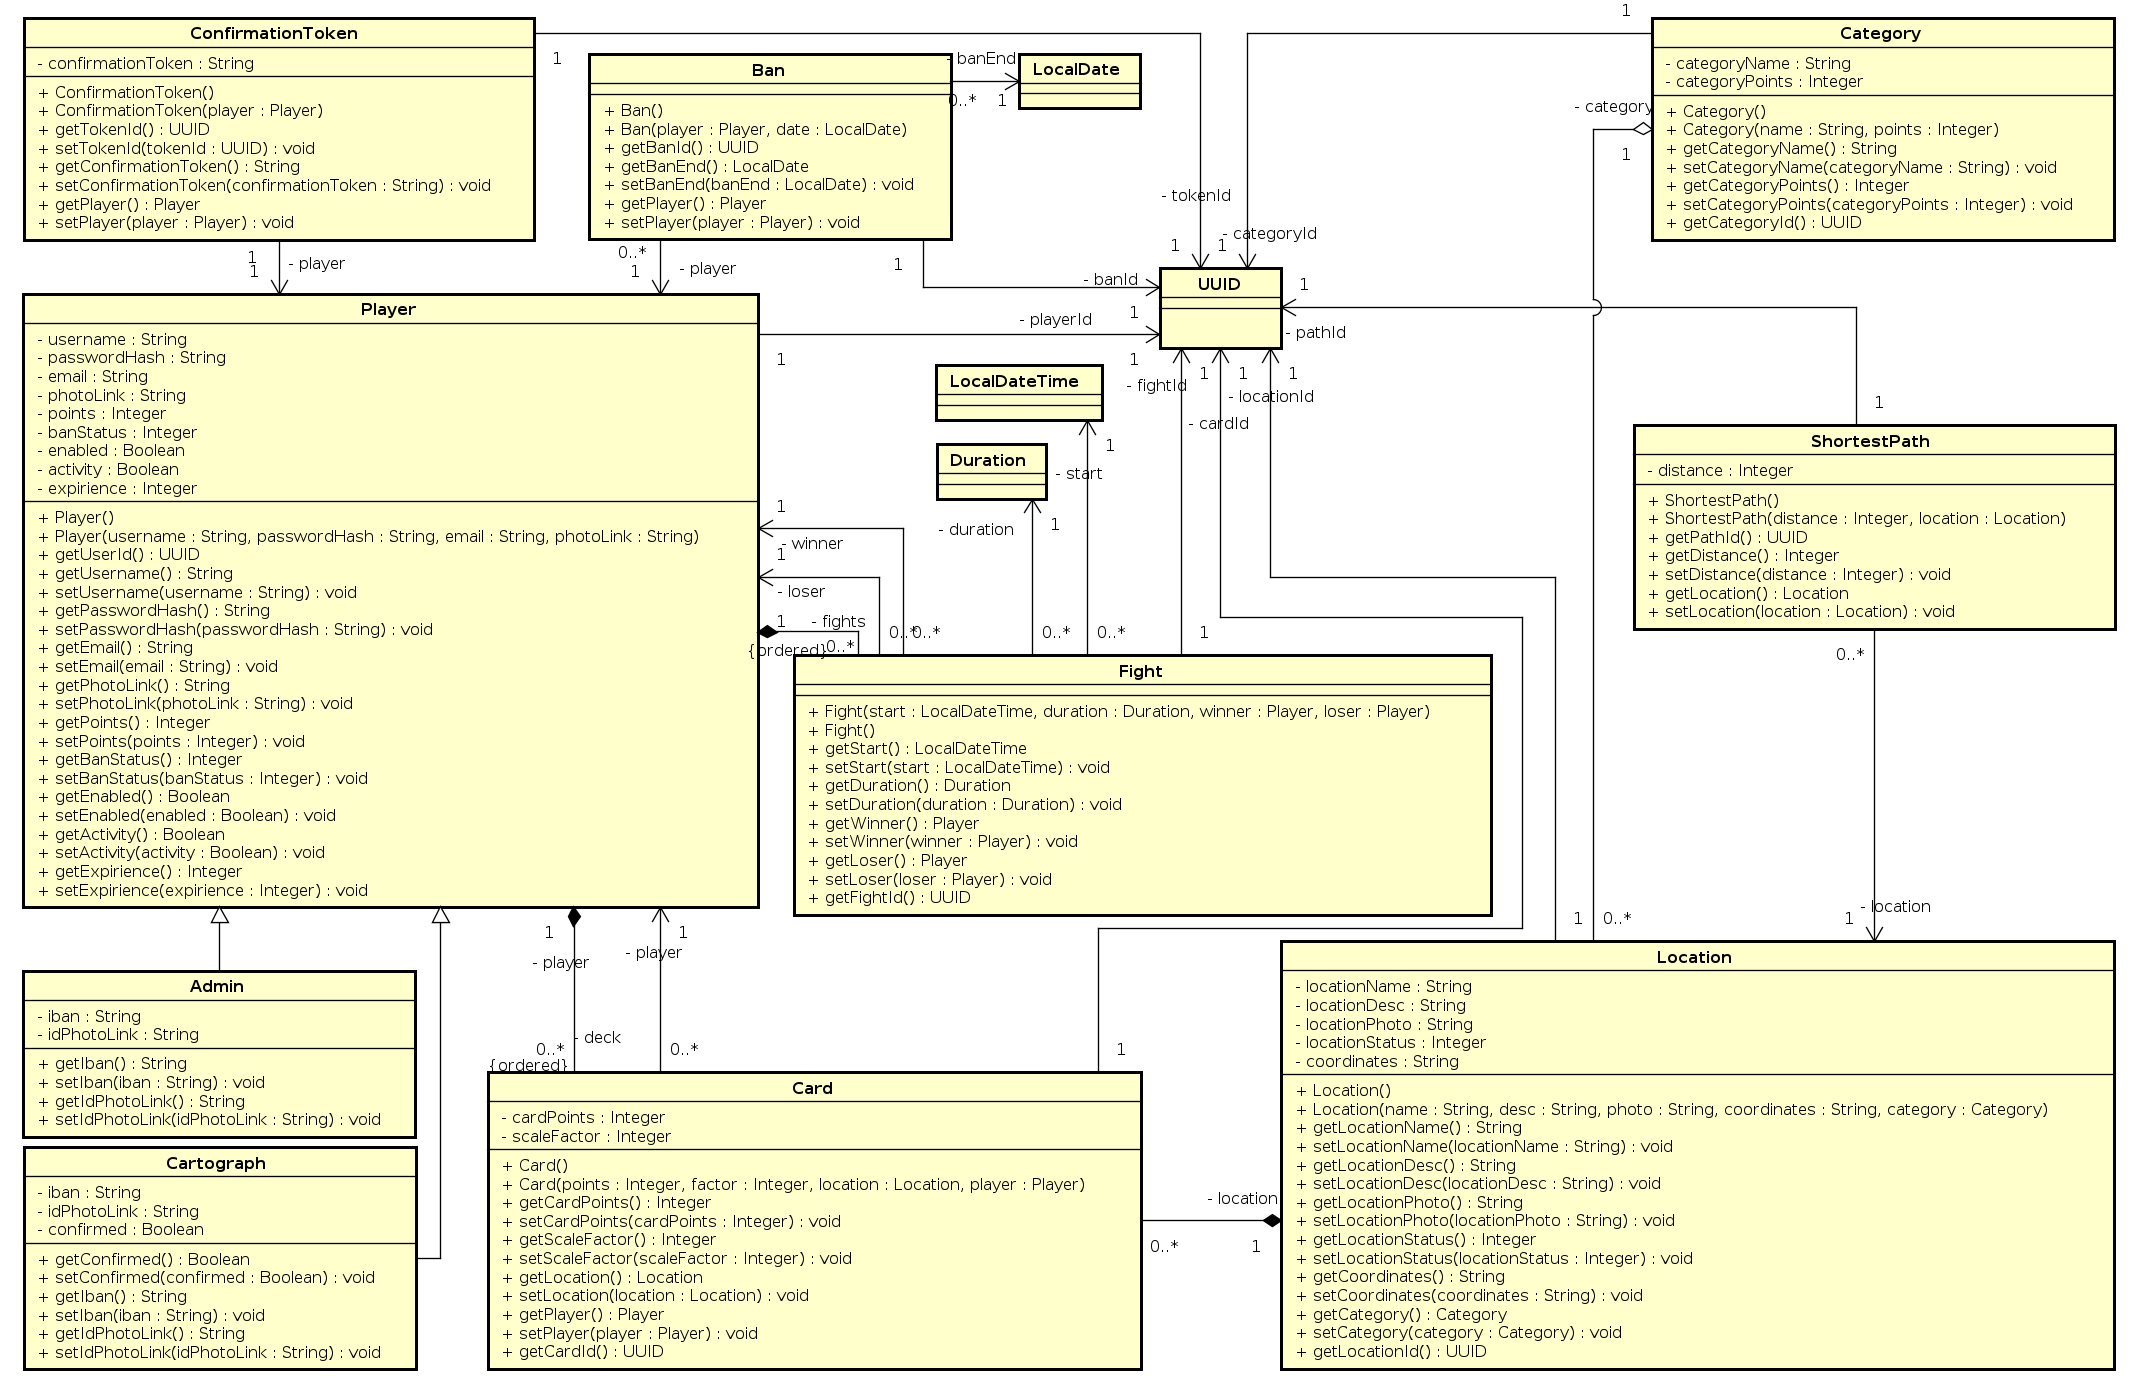 ConfirmationToken
- confirmationToken : String
+ ConfirmationToken()
+ ConfirmationToken(player : Player)
+ getTokenId() : UUID
+ setTokenId(tokenId : UUID) : void
+ getConfirmationToken() : String
+ setConfirmationToken(confirmationToken : String) : void
+ getPlayer() : Player
+ setPlayer(player : Player) : void
1
Ban
+ Ban()
+ Ban(player : Player, date : LocalDate)
+ getBanId() : UUID
+ getBanEnd() : LocalDate
+ setBanEnd(banEnd : LocalDate) : void
+ getPlayer() : Player
+ setPlayer(player : Player) : void
- banEnd
0..*
1
LocalDate
1
Category
- categoryName : String
- categoryPoints : Integer
+ Category()
+ Category(name : String, points : Integer)
+ getCategoryName() : String
+ setCategoryName(categoryName : String) : void
+ getCategoryPoints() : Integer
+ setCategoryPoints(categoryPoints : Integer) : void
+ getCategoryId() : UUID
- category
1
- tokenId
1
- categoryId
1
1
1
- player
0..*
1
- player
1
- banId
1
UUID
1
- pathId
- playerId
1
1
Player
- username : String
- passwordHash : String
- email : String
- photoLink : String
- points : Integer
- banStatus : Integer
- enabled : Boolean
- activity : Boolean
- expirience : Integer
+ Player()
+ Player(username : String, passwordHash : String, email : String, photoLink : String)
+ getUserId() : UUID
+ getUsername() : String
+ setUsername(username : String) : void
+ getPasswordHash() : String
+ setPasswordHash(passwordHash : String) : void
+ getEmail() : String
+ setEmail(email : String) : void
+ getPhotoLink() : String
+ setPhotoLink(photoLink : String) : void
+ getPoints() : Integer
+ setPoints(points : Integer) : void
+ getBanStatus() : Integer
+ setBanStatus(banStatus : Integer) : void
+ getEnabled() : Boolean
+ setEnabled(enabled : Boolean) : void
+ getActivity() : Boolean
+ setActivity(activity : Boolean) : void
+ getExpirience() : Integer
+ setExpirience(expirience : Integer) : void
LocalDateTime
1
- start
Duration
1
- duration
- fightId
1
- cardId
1
- locationId
1
1
ShortestPath
- distance : Integer
+ ShortestPath()
+ ShortestPath(distance : Integer, location : Location)
+ getPathId() : UUID
+ getDistance() : Integer
+ setDistance(distance : Integer) : void
+ getLocation() : Location
+ setLocation(location : Location) : void
0..*
1
- winner
1
- loser
1
- fights
{ordered}
0..*
0..*
0..*
0..*
0..*
1
Fight
+ Fight(start : LocalDateTime, duration : Duration, winner : Player, loser : Player)
+ Fight()
+ getStart() : LocalDateTime
+ setStart(start : LocalDateTime) : void
+ getDuration() : Duration
+ setDuration(duration : Duration) : void
+ getWinner() : Player
+ setWinner(winner : Player) : void
+ getLoser() : Player
+ setLoser(loser : Player) : void
+ getFightId() : UUID
1
0..*
1
- location
Admin
- iban : String
- idPhotoLink : String
+ getIban() : String
+ setIban(iban : String) : void
+ getIdPhotoLink() : String
+ setIdPhotoLink(idPhotoLink : String) : void
Cartograph
- iban : String
- idPhotoLink : String
- confirmed : Boolean
+ getConfirmed() : Boolean
+ setConfirmed(confirmed : Boolean) : void
+ getIban() : String
+ setIban(iban : String) : void
+ getIdPhotoLink() : String
+ setIdPhotoLink(idPhotoLink : String) : void
1
- player
1
- player
0..*
- deck
{ordered}
0..*
1
Card
- cardPoints : Integer
- scaleFactor : Integer
+ Card()
+ Card(points : Integer, factor : Integer, location : Location, player : Player)
+ getCardPoints() : Integer
+ setCardPoints(cardPoints : Integer) : void
+ getScaleFactor() : Integer
+ setScaleFactor(scaleFactor : Integer) : void
+ getLocation() : Location
+ setLocation(location : Location) : void
+ getPlayer() : Player
+ setPlayer(player : Player) : void
+ getCardId() : UUID
- location
0..*
1
Location
- locationName : String
- locationDesc : String
- locationPhoto : String
- locationStatus : Integer
- coordinates : String
+ Location()
+ Location(name : String, desc : String, photo : String, coordinates : String, category : Category)
+ getLocationName() : String
+ setLocationName(locationName : String) : void
+ getLocationDesc() : String
+ setLocationDesc(locationDesc : String) : void
+ getLocationPhoto() : String
+ setLocationPhoto(locationPhoto : String) : void
+ getLocationStatus() : Integer
+ setLocationStatus(locationStatus : Integer) : void
+ getCoordinates() : String
+ setCoordinates(coordinates : String) : void
+ getCategory() : Category
+ setCategory(category : Category) : void
+ getLocationId() : UUID